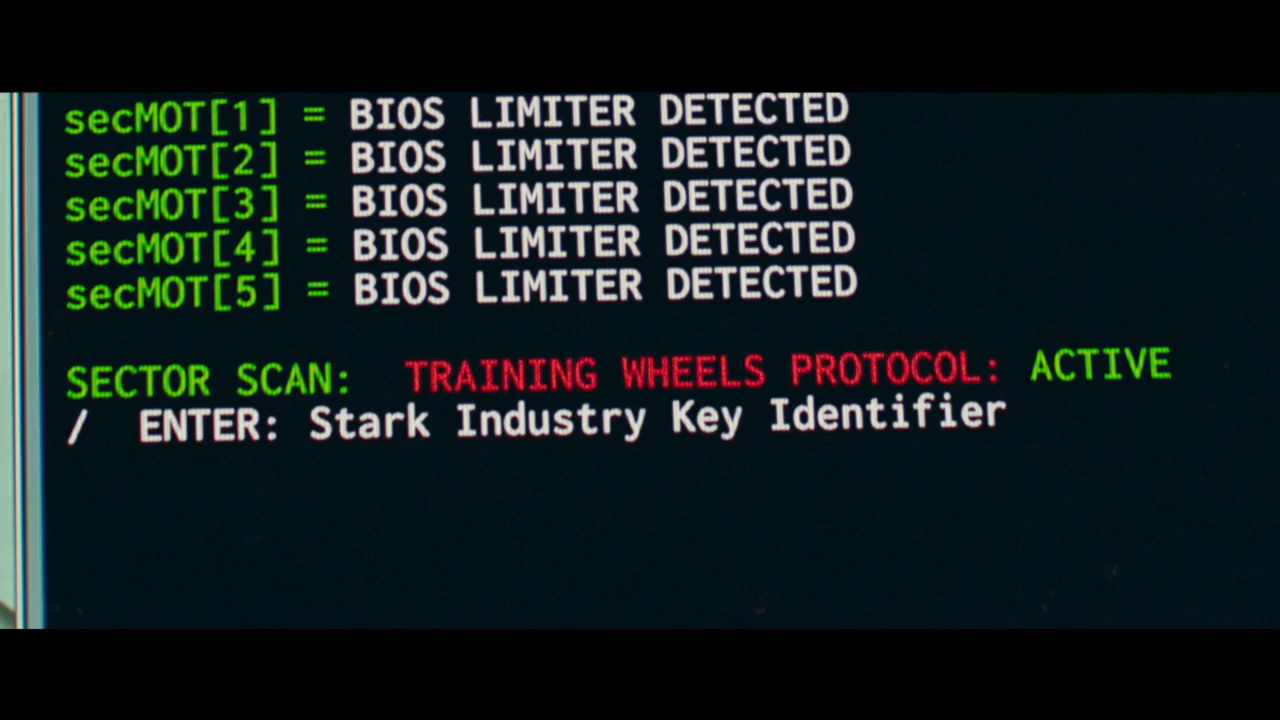 secMOT[1] = BIOS LIMITER DETECTED
secMOT[2] = BIOS LIMITER DETECTED
secMOT[3] = BIOS LIMITER DETECTED
secMOT[4] = BIOS LIMITER DETECTED
secMOT[5] = BIOS LIMITER DETECTED
SECTOR SCAN: TRAINING WHEELS PROTOCOL: ACTIVE
/ ENTER: Stark Industry Key Identifier